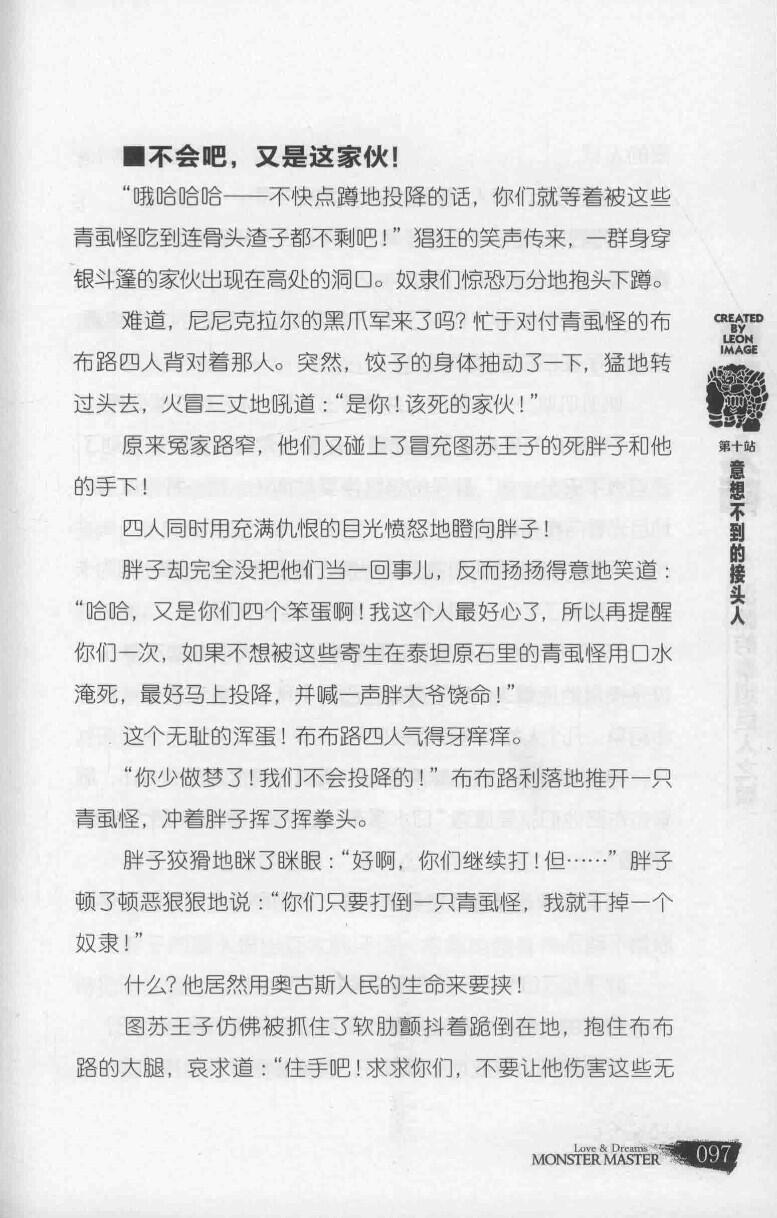 ■不会吧，又是这家伙！
“哦哈哈哈——不快点蹲地投降的话，你们就等着被这些
青虱怪吃到连骨头渣子都不剩吧！”猖狂的笑声传来，一群身穿
银斗篷的家伙出现在高处的洞口。奴隶们惊恐万分地抱头下蹲。
难道，尼尼克拉尔的黑爪军来了吗？忙于对付青虱怪的布
布路四人背对着那人。突然，饺子的身体抽动了一下，猛地转
过头去，火冒三丈地吼道：“是你！该死的家伙！”
原来冤家路窄，他们又碰上了冒充图苏王子的死胖子和他
的手下！
四人同时用充满仇恨的目光愤怒地瞪向胖子！
胖子却完全没把他们当一回事儿，反而扬扬得意地笑道：
“哈哈，又是你们四个笨蛋啊！我这个人最好心了，所以再提醒
你们一次，如果不想被这些寄生在泰坦原石里的青虱怪用口水
淹死，最好马上投降，并喊一声胖大爷饶命！”
这个无耻的浑蛋！布布路四人气得牙痒痒。
“你少做梦了！我们不会投降的！”布布路利落地推开一只
青虱怪，冲着胖子挥了挥拳头。
胖子狡猾地眯了眯眼：“好啊，你们继续打！但……”胖子
顿了顿恶狠狠地说：“你们只要打倒一只青虱怪，我就干掉一个
奴隶！”
什么？他居然用奥古斯人民的生命来要挟！
图苏王子仿佛被抓住了软肋颤抖着跪倒在地，抱住布布
路的大腿，哀求道：“住手吧！求求你们，不要让他伤害这些无
CREATED
BY
LEON
IMAGE
第十站
意想不到的接头人
Love & Dreams
MONSTER MASTER
097